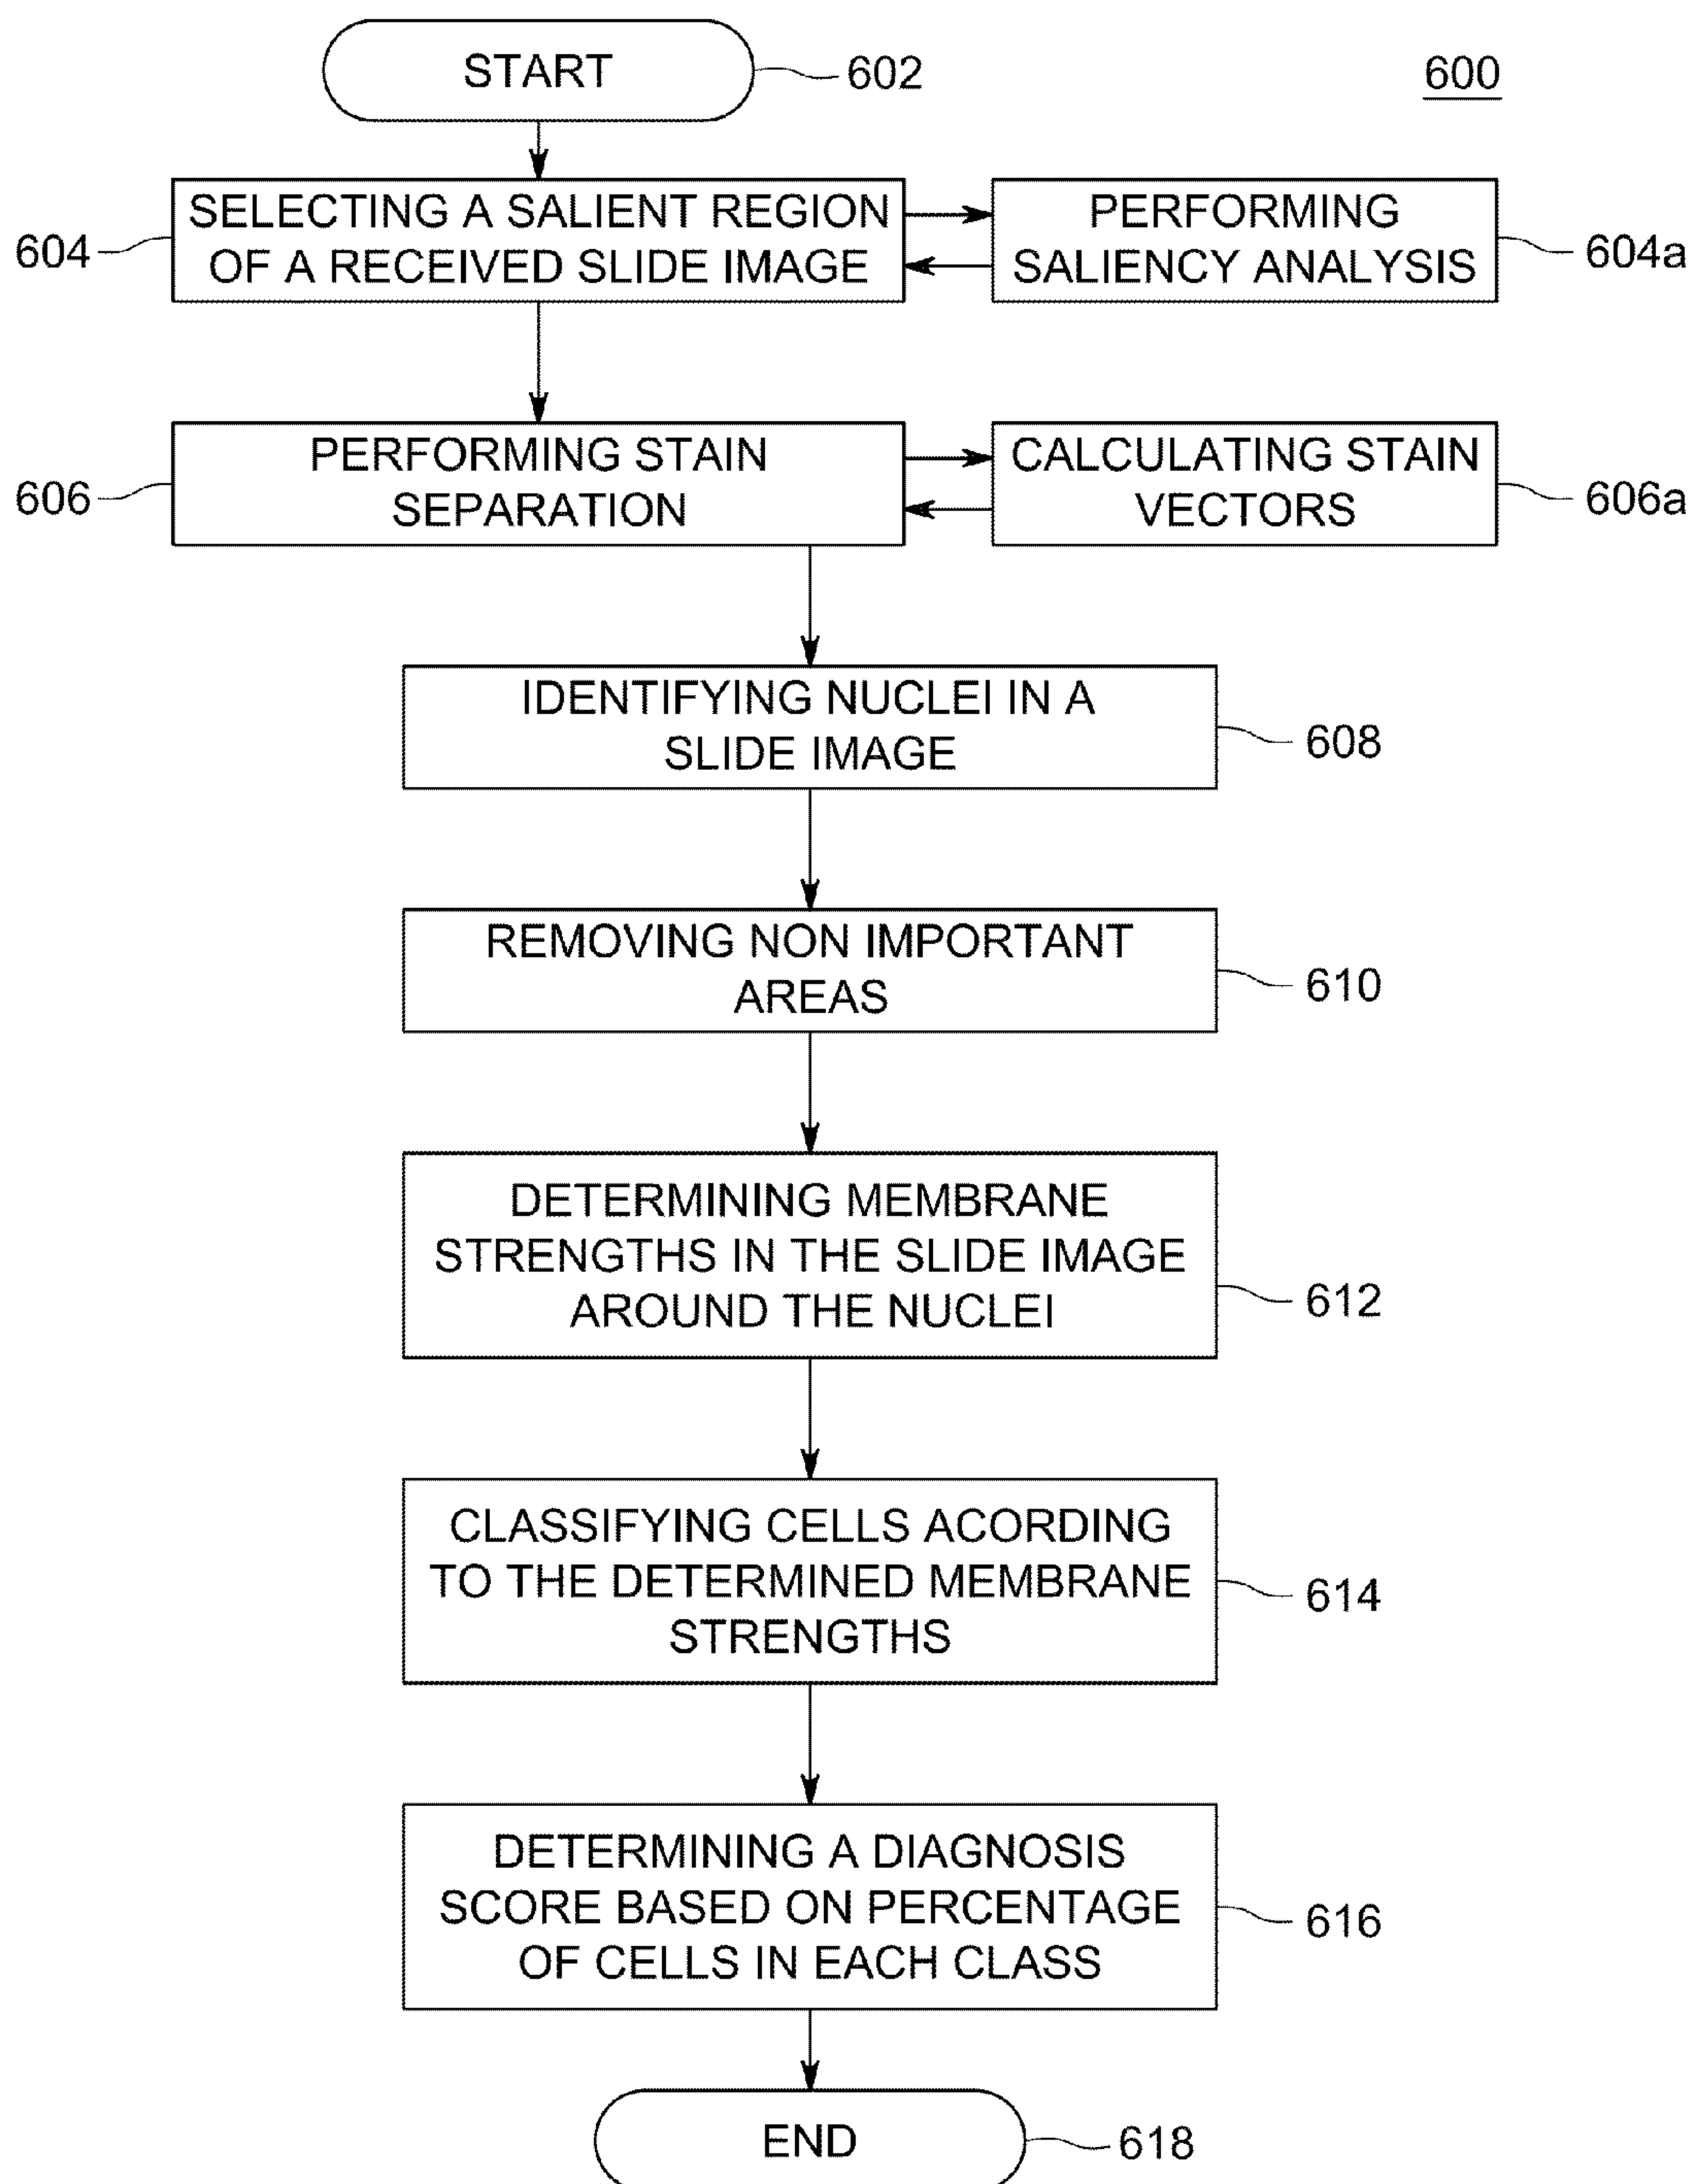 START
602
600
SELECTING A SALIENT REGION
OF A RECEIVED SLIDE IMAGE
604
PERFORMING
SALIENCY ANALYSIS
604a
PERFORMING STAIN
SEPARATION
606
CALCULATING STAIN
VECTORS
606a
IDENTIFYING NUCLEI IN A
SLIDE IMAGE
608
REMOVING NON IMPORTANT
AREAS
610
DETERMINING MEMBRANE
STRENGTHS IN THE SLIDE IMAGE
AROUND THE NUCLEI
612
CLASSIFYING CELLS ACORDING
TO THE DETERMINED MEMBRANE
STRENGTHS
614
DETERMINING A DIAGNOSIS
SCORE BASED ON PERCENTAGE
OF CELLS IN EACH CLASS
616
END
618